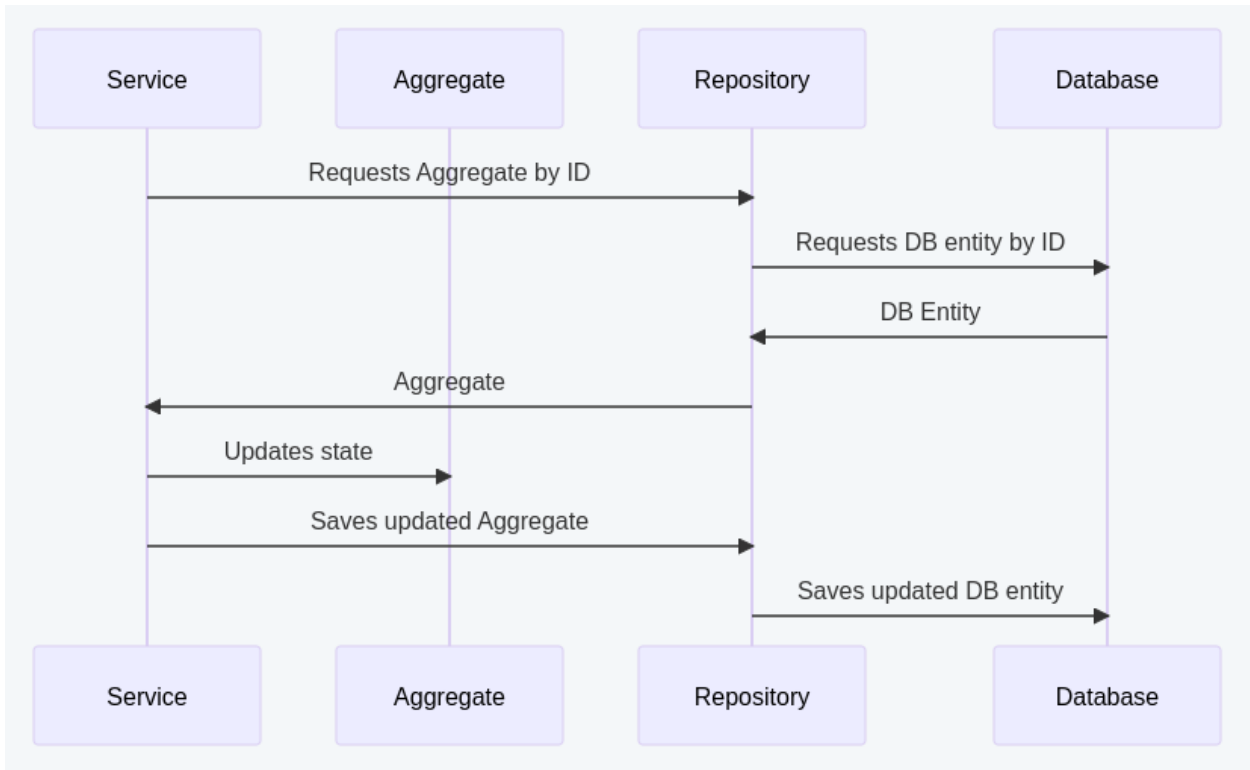 Service
Aggregate
Repository
Database
Requests Aggregate by ID
Requests DB entity by ID
DB Entity
Aggregate
Updates state
Saves updated Aggregate
Saves updated DB entity
Service
Aggregate
Repository
Database